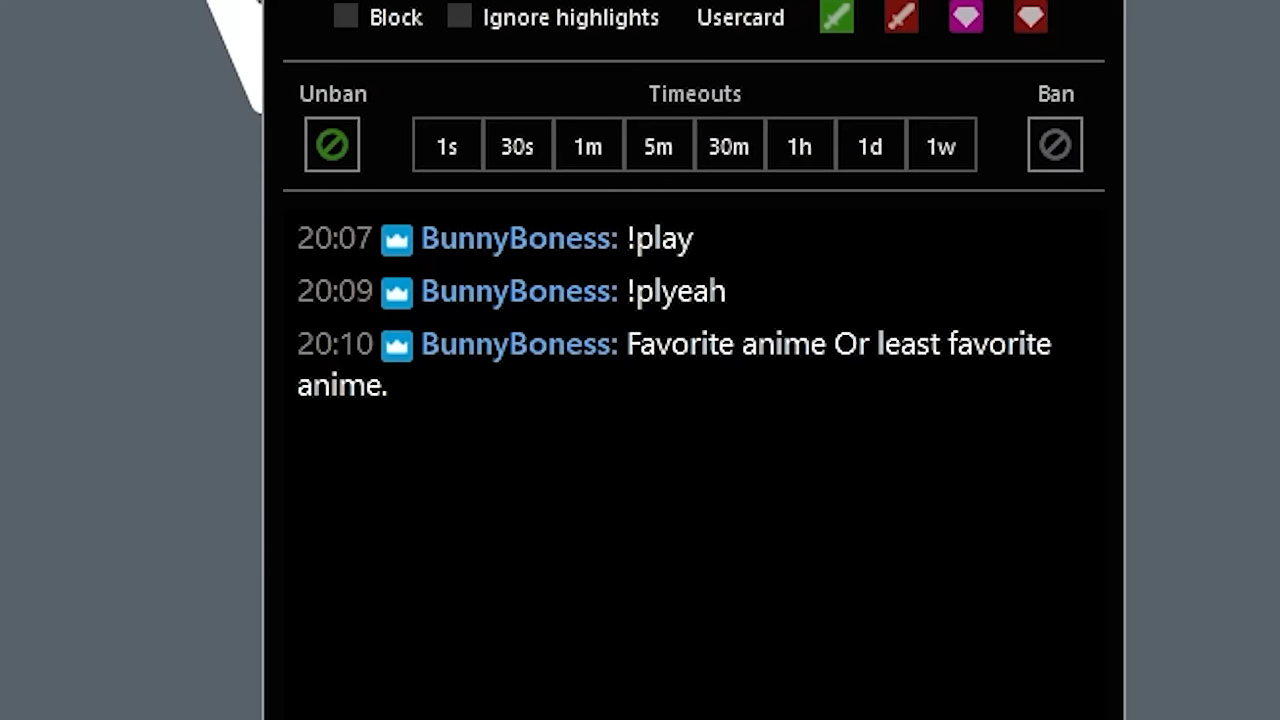 Block Ignore highlights Usercard
Unban Timeouts Ban
1s 30s 1m 5m 30m 1h 1d 1w
20:07 BunnyBoness: !play
20:09 BunnyBoness: !plyeah
20:10 BunnyBoness: Favorite anime Or least favorite
anime.